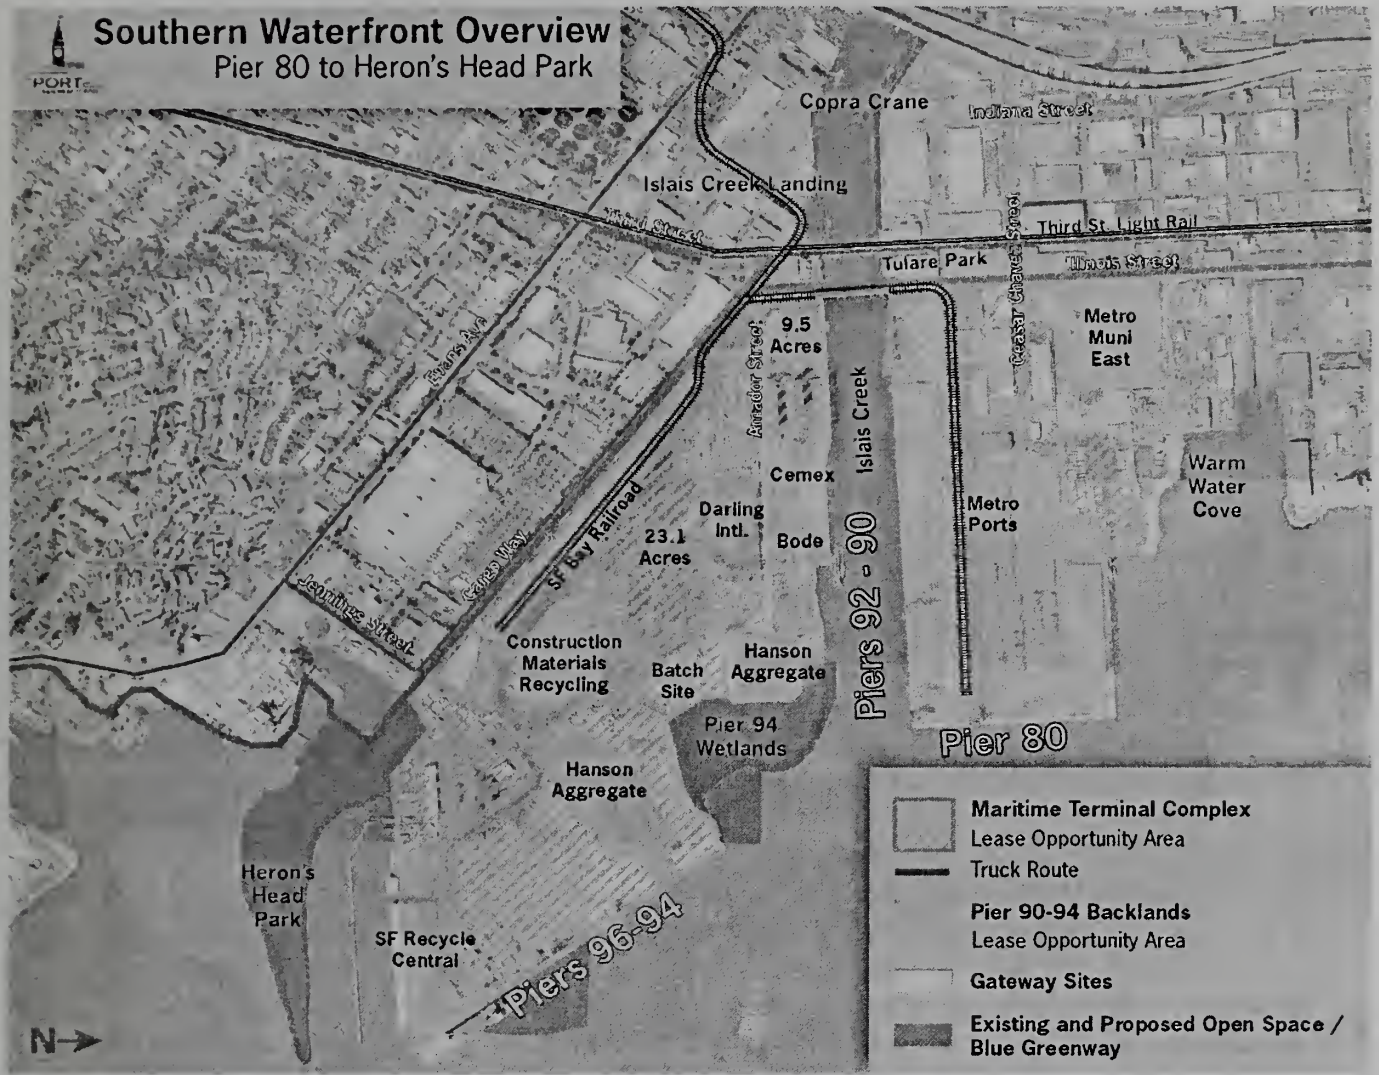 Southern Waterfront Overview
Pier 80 to Heron's Head Park
PORT
Copra Crane
Indiana Street
Islais Creek Landing
Third Street
Third St. Light Rail
Tulare Park
Illinois Street
Ceasar Chavez Street
Metro
Muni
East
9.5
Acres
Amador Street
Evans Ave
Islais Creek
Warm
Water
Cove
Cemex
Metro
Ports
Darling
Intl.
23.1
Acres
Bode
SF Bay Railroad
Cargo Way
Jennings Street
Piers 92 - 90
Construction
Materials
Recycling
Batch
Site
Hanson
Aggregate
Pier 94
Wetlands
Pier 80
Hanson
Aggregate
Heron's
Head
Park
SF Recycle
Central
Piers 96-94
N
Maritime Terminal Complex
Lease Opportunity Area
Truck Route
Pier 90-94 Backlands
Lease Opportunity Area
Gateway Sites
Existing and Proposed Open Space /
Blue Greenway